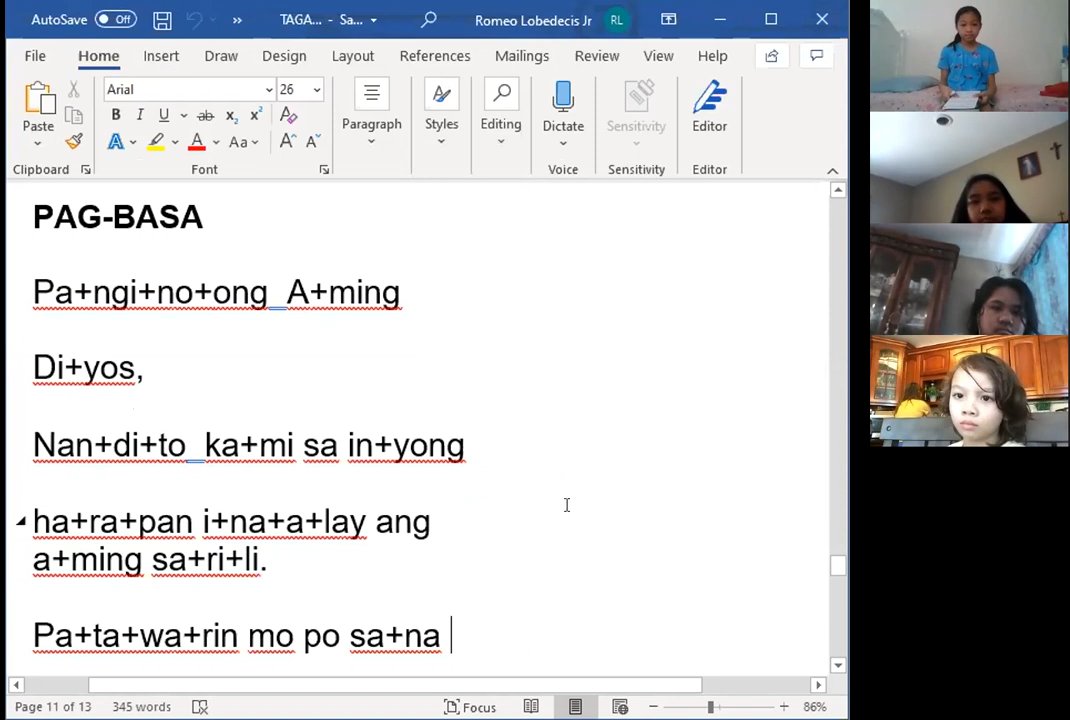 AutoSave Off TAGA... - Sa... Romeo Lobedecis Jr RL
File Home Insert Draw Design Layout References Mailings Review View Help
Paste Arial 26 Paragraph Styles Editing Dictate Sensitivity Editor
B I U ab x₂ x² A A Aa A A
Clipboard Font Voice Sensitivity Editor
PAG-BASA
Pa+ngi+no+ong A+ming
Di+yos,
Nan+di+to ka+mi sa in+yong
ha+ra+pan i+na+a+lay ang
a+ming sa+ri+li.
Pa+ta+wa+rin mo po sa+na
Page 11 of 13 345 words Focus 86%